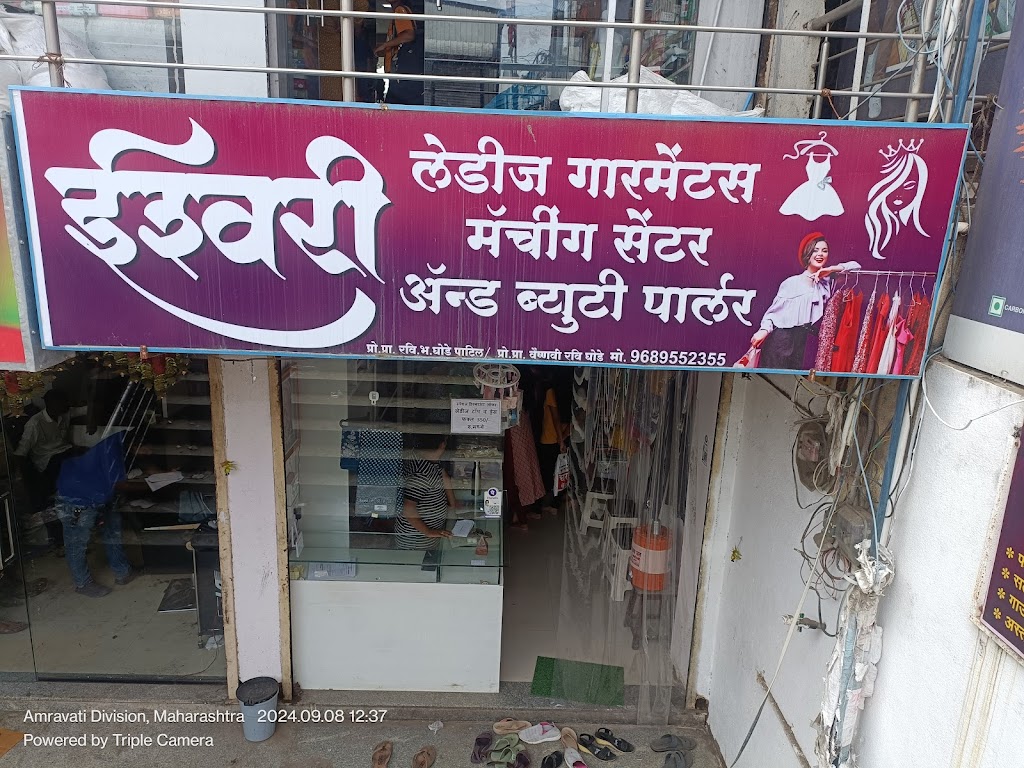 ईश्वरी
लेडीज गारमेंटस
मॅचींग सेंटर
ॲन्ड ब्युटी पार्लर
प्रो.प्रा. रवि.भ.घोडे पाटिल/ प्रो.प्रा. वैष्णवी रवि घोडे मो. 9689552355
लेडीज टॉप व
Amravati Division, Maharashtra 2024.09.08 12:37
Powered by Triple Camera